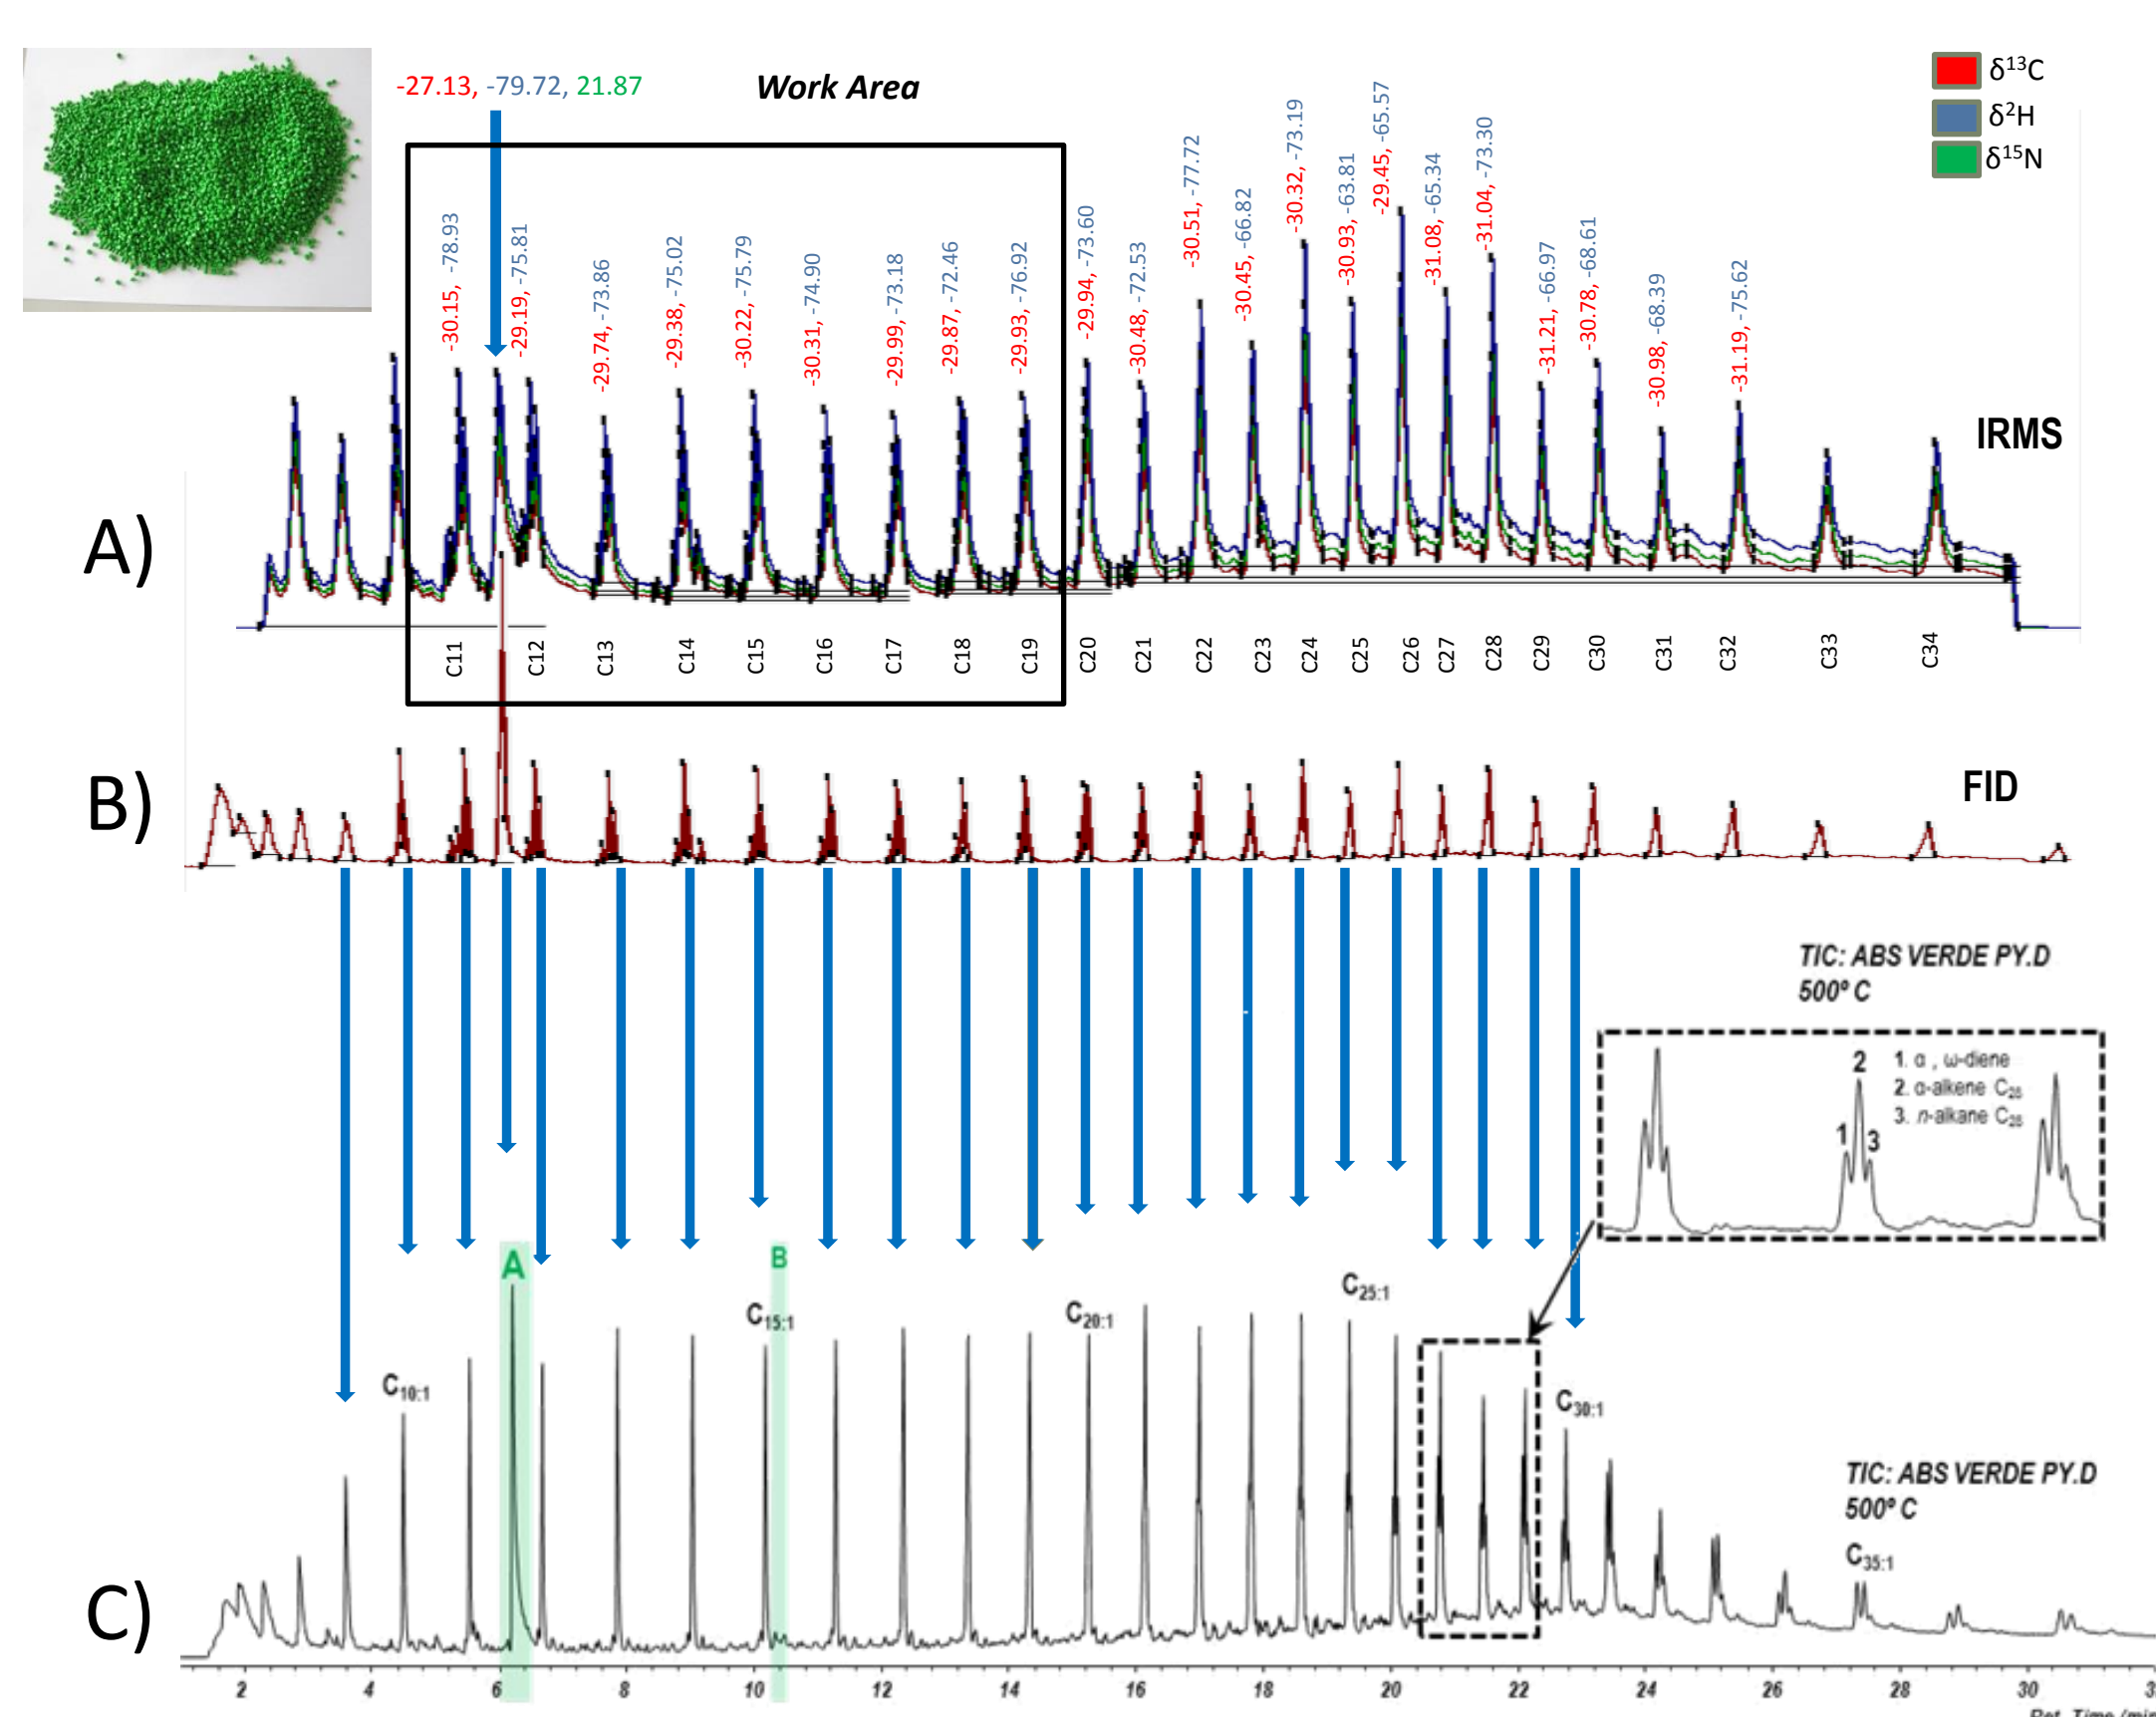 -27.13, -79.72, 21.87
Work Area
δ13C
δ2H
δ15N
-30.15, -78.93
-29.19, -75.81
-29.74, -73.86
-29.38, -75.02
-30.22, -75.79
-30.31, -74.90
-29.99, -73.18
-29.87, -72.46
-29.93, -76.92
-29.94, -73.60
-30.48, -72.53
-30.51, -77.72
-30.45, -66.82
-30.32, -73.19
-30.93, -63.81
-29.45, -65.57
-31.08, -65.34
-31.04, -73.30
-31.21, -66.97
-30.78, -68.61
-30.98, -68.39
-31.19, -75.62
IRMS
A)
C11 C12 C13 C14 C15 C16 C17 C18 C19 C20 C21 C22 C23 C24 C25 C26 C27 C28 C29 C30 C31 C32 C33 C34
B)
FID
TIC: ABS VERDE PY.D
500º C
2
1
3
1. α , ω-diene
2. α-alkene C28
3. n-alkane C28
A
B
C10:1
C15:1
C20:1
C25:1
C30:1
TIC: ABS VERDE PY.D
500º C
C35:1
C)
2 4 6 8 10 12 14 16 18 20 22 24 26 28 30